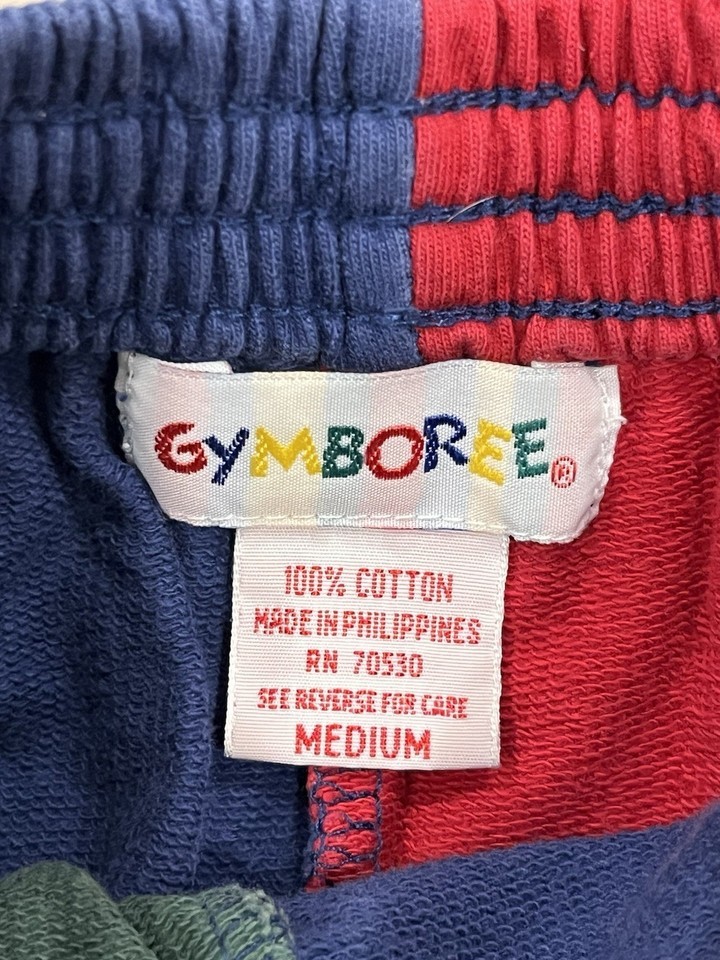 GYMBOREE®
100% COTTON
MADE IN PHILIPPINES
RN 70530
SEE REVERSE FOR CARE
MEDIUM